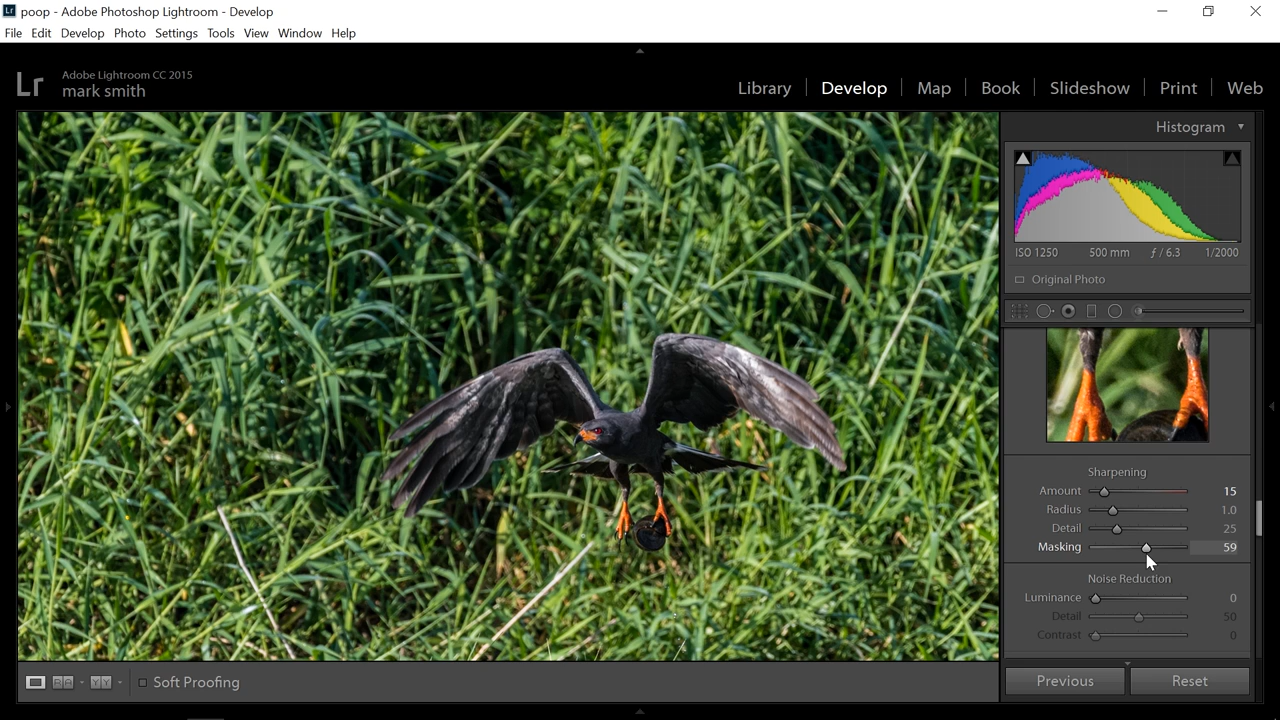 Lr poop - Adobe Photoshop Lightroom - Develop
File Edit Develop Photo Settings Tools View Window Help
Lr Adobe Lightroom CC 2015
mark smith
Library Develop Map Book Slideshow Print Web
Histogram
ISO 1250 500 mm ƒ / 6.3 1/2000
Original Photo
Sharpening
Amount 15
Radius 1.0
Detail 25
Masking 59
Noise Reduction
Luminance 0
Detail 50
Contrast 0
Previous Reset
R A Y Y Soft Proofing